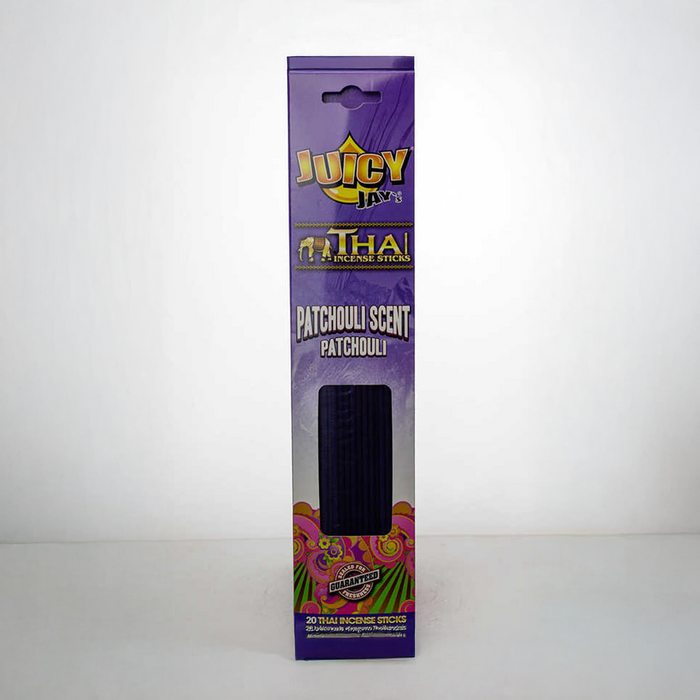 JUICY
JAY's®
THAI
INCENSE STICKS
PATCHOULI SCENT
PATCHOULI
SEALED FOR
GUARANTEED
FRESHNESS
20 THAI INCENSE STICKS